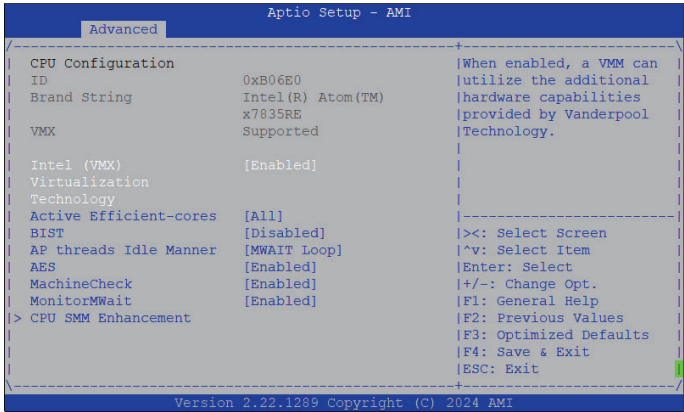 Aptio Setup - AMI
Advanced
CPU Configuration
ID 0xB06E0
Brand String Intel(R) Atom(TM)
x7835RE
VMX Supported
Intel (VMX) [Enabled]
Virtualization
Technology
Active Efficient-cores [All]
BIST [Disabled]
AP threads Idle Manner [MWAIT Loop]
AES [Enabled]
MachineCheck [Enabled]
MonitorMWait [Enabled]
> CPU SMM Enhancement
When enabled, a VMM can
utilize the additional
hardware capabilities
provided by Vanderpool
Technology.
><: Select Screen
^v: Select Item
Enter: Select
+/-: Change Opt.
F1: General Help
F2: Previous Values
F3: Optimized Defaults
F4: Save & Exit
ESC: Exit
Version 2.22.1289 Copyright (C) 2024 AMI